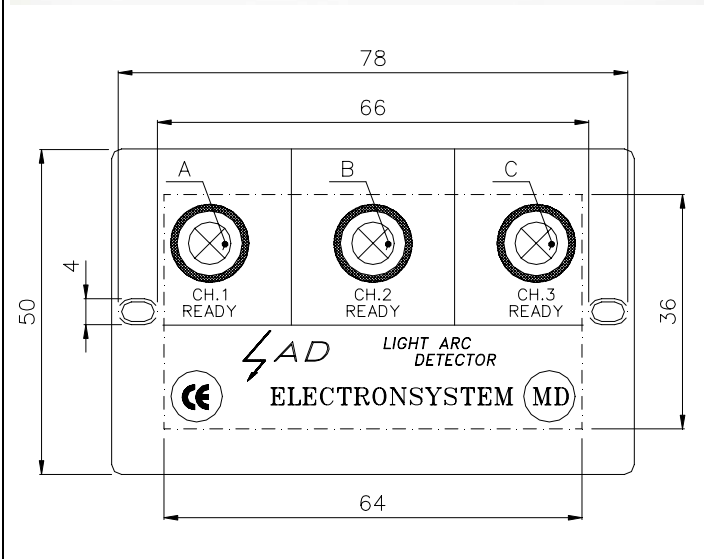 78
66
A B C
4
50
36
CH.1 CH.2 CH.3
READY READY READY
AD LIGHT ARC
DETECTOR
CE ELECTRONSYSTEM MD
64